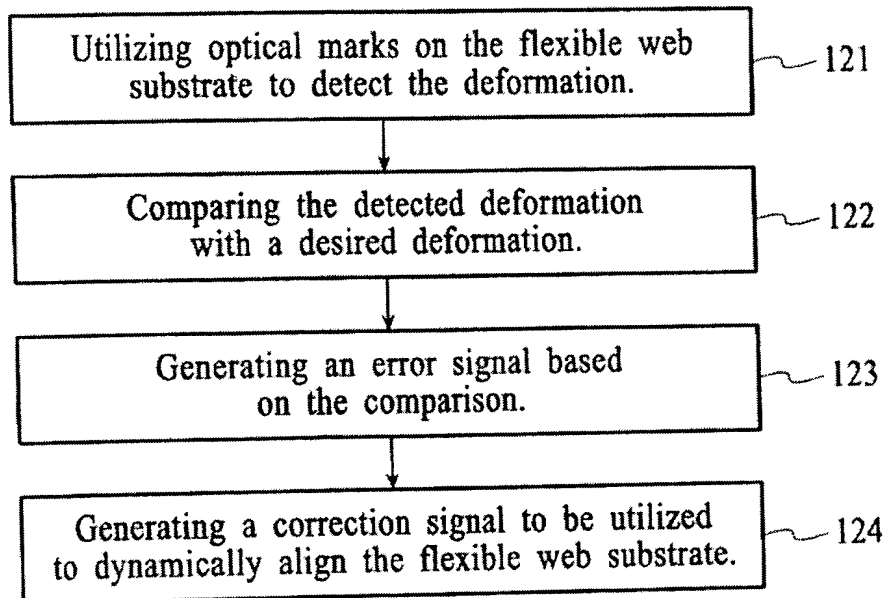 Utilizing optical marks on the flexible web
substrate to detect the deformation.
121
Comparing the detected deformation
with a desired deformation.
122
Generating an error signal based
on the comparison.
123
Generating a correction signal to be utilized
to dynamically align the flexible web substrate.
124